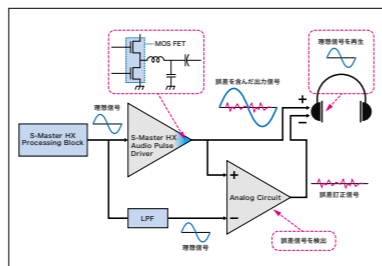 MOS FET
理想信号を再生
誤差を含んだ出力信号
+
−
理想信号
S-Master HX
Processing Block
S-Master HX
Audio Pulse
Driver
+
Analog Circuit
−
誤差訂正信号
LPF
理想信号
誤差信号を検出